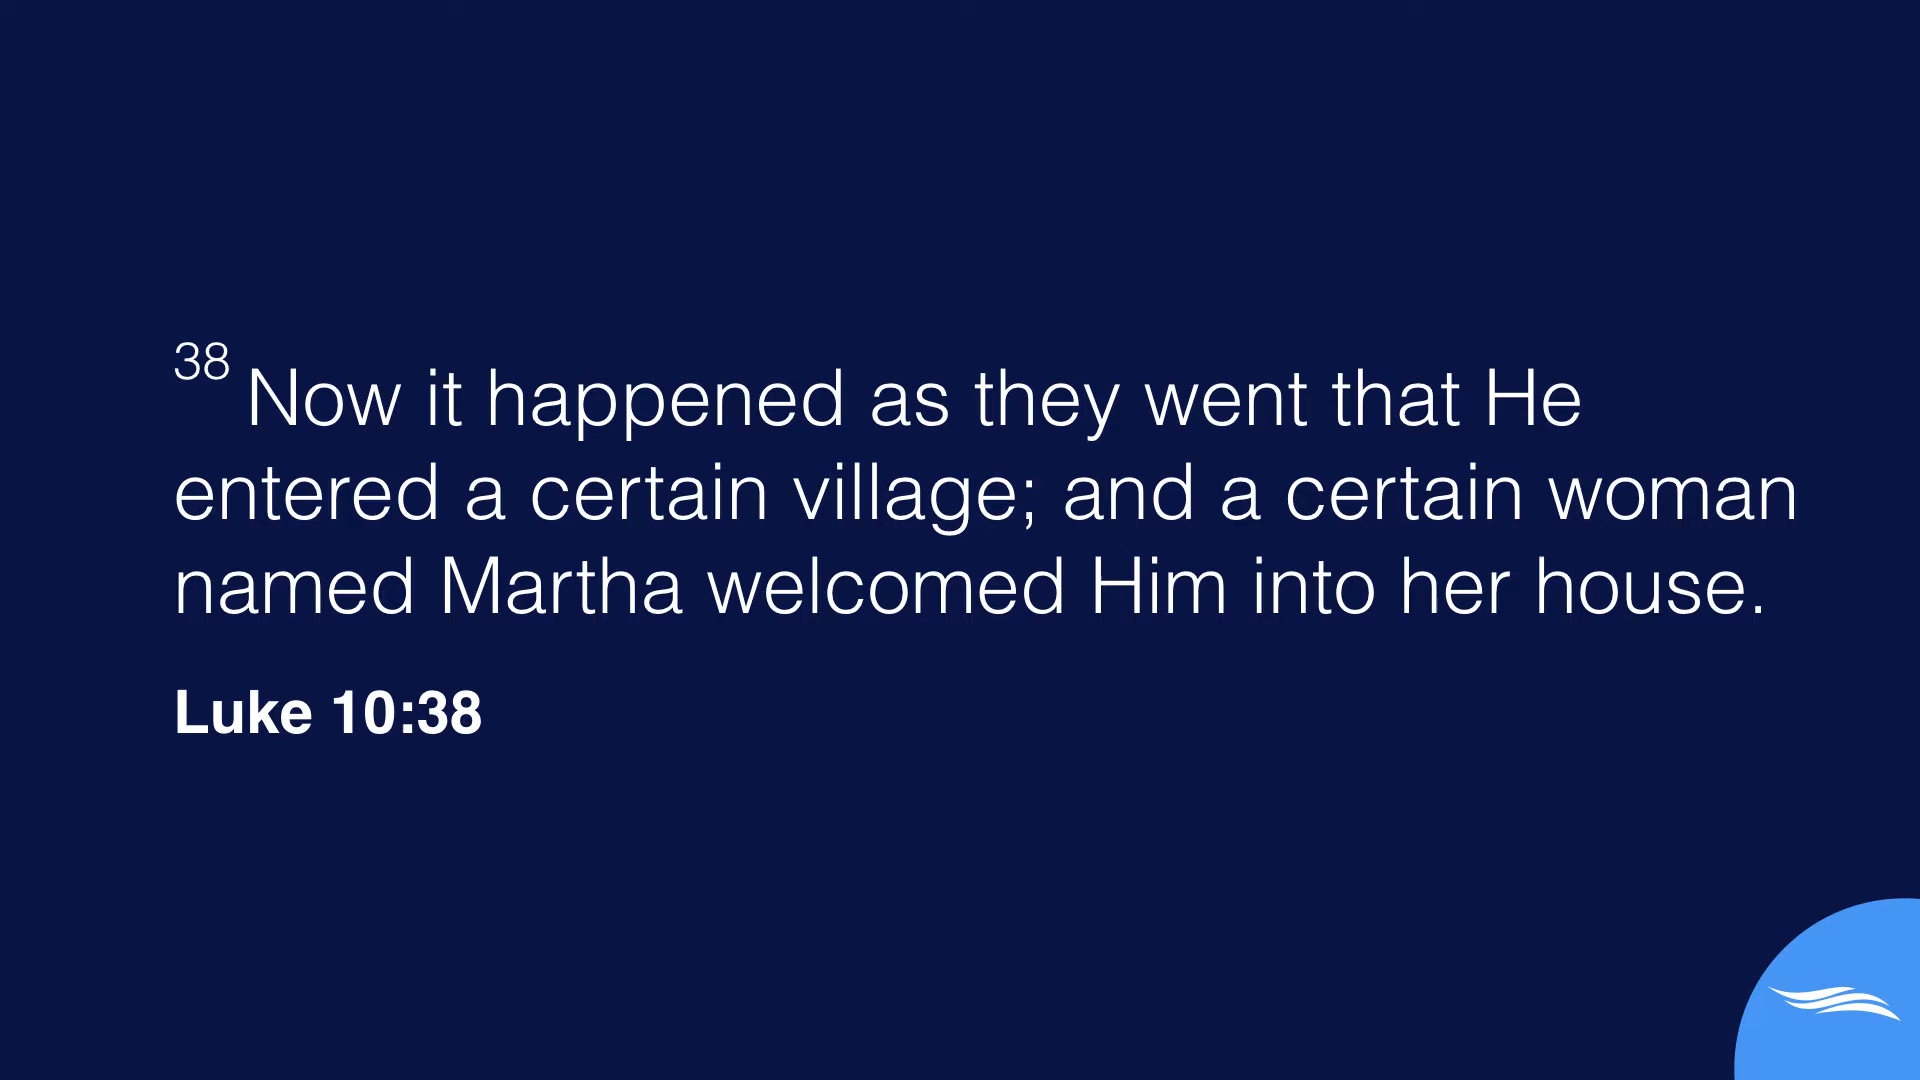 38 Now it happened as they went that He
entered a certain village; and a certain woman
named Martha welcomed Him into her house.
Luke 10:38